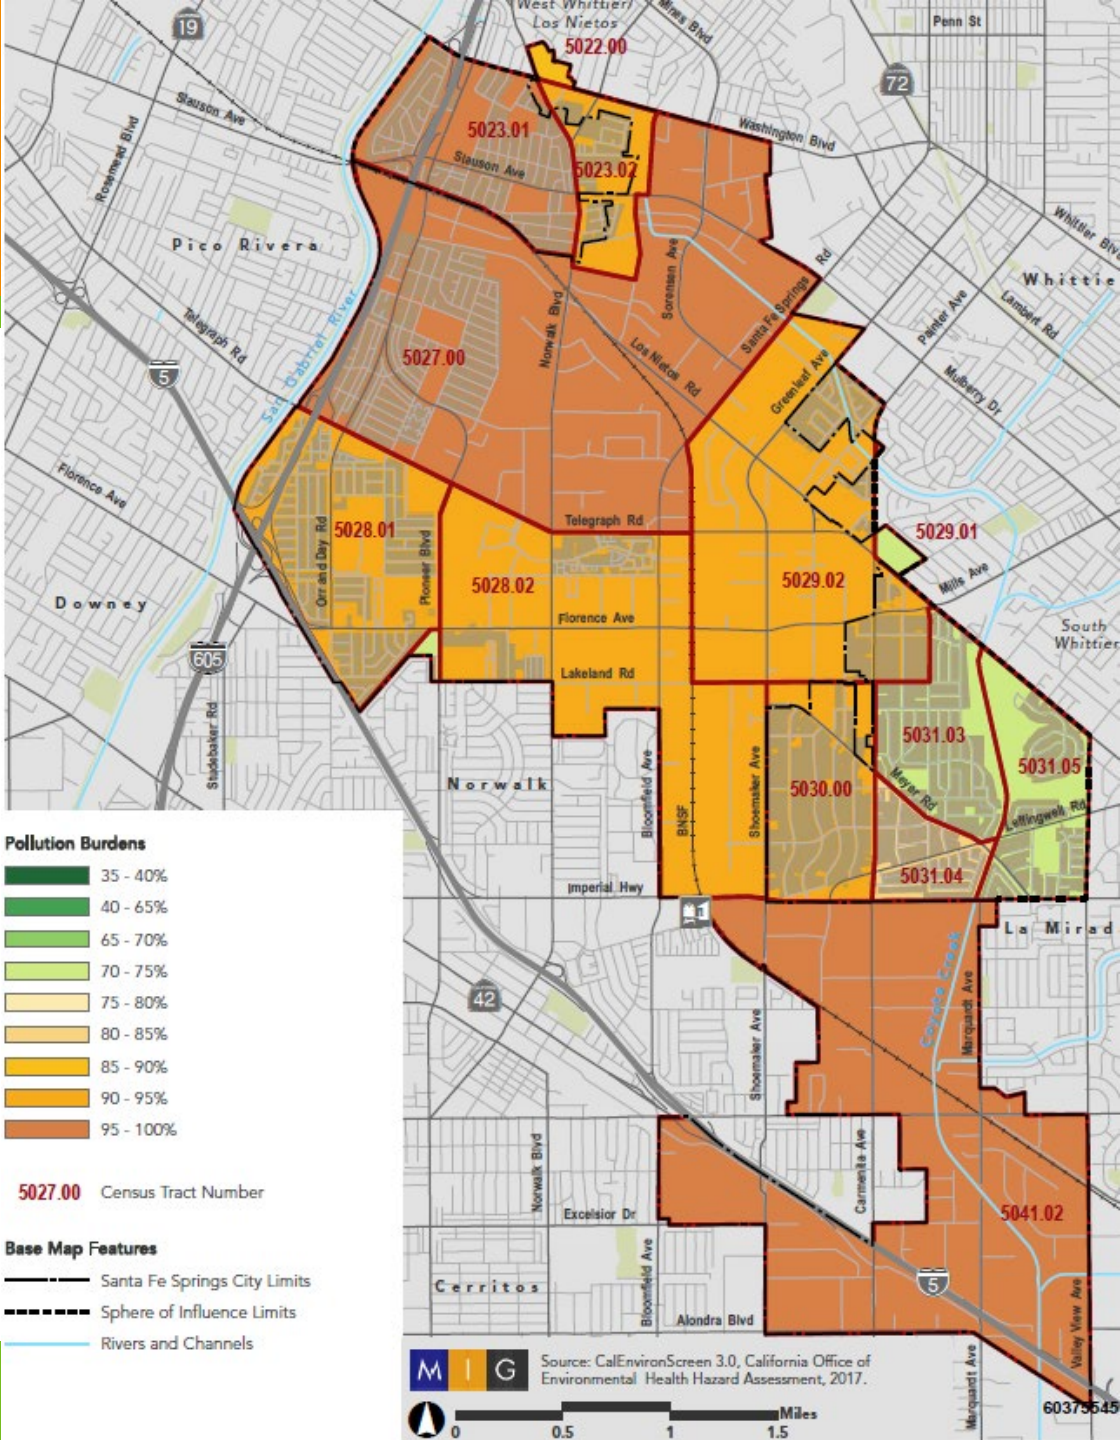 West Whittier/
Los Nietos
Mines Blvd
Penn St
19
5022.00
72
Slauson Ave
Rosemead Blvd
5023.01
Washington Blvd
Slauson Ave
5023.02
Whittier Blv
Pico Rivera
Rd
Sorensen Ave
Whittie
Painter Ave
Lambert Rd
Santa Fe Springs
San Gabriel River
Telegraph Rd
Norwalk Blvd
5027.00
Los Nietos Rd
5
Greenleaf Ave
Mulberry Dr
Florence Ave
Telegraph Rd
5028.01
5029.01
Orr and Day Rd
Pioneer Blvd
5028.02
5029.02
Mills Ave
Downey
Florence Ave
South
Whittier
605
Lakeland Rd
Studebaker Rd
5031.03
5031.05
Norwalk
Bloomfield Ave
BNSF
Shoemaker Ave
5030.00
Meyer Rd
Leffingwell Rd
5031.04
Imperial Hwy
La Mirad
42
Coyote Creek
Marquardt Ave
Shoemaker Ave
Norwalk Blvd
Carmenita Ave
Excelsior Dr
5041.02
Cerritos
Bloomfield Ave
5
Alondra Blvd
Valley View Ave
Marquardt Ave
60375545
Pollution Burdens
35 - 40%
40 - 65%
65 - 70%
70 - 75%
75 - 80%
80 - 85%
85 - 90%
90 - 95%
95 - 100%
5027.00 Census Tract Number
Base Map Features
Santa Fe Springs City Limits
Sphere of Influence Limits
Rivers and Channels
M I G
Source: CalEnvironScreen 3.0, California Office of
Environmental Health Hazard Assessment, 2017.
Miles
0 0.5 1 1.5